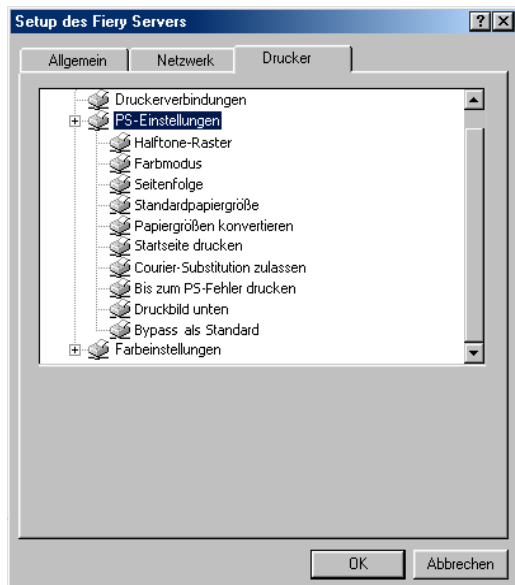 Setup des Fiery Servers
Allgemein Netzwerk Drucker
Druckerverbindungen
PS-Einstellungen
Halftone-Raster
Farbmodus
Seitenfolge
Standardpapiergröße
Papiergrößen konvertieren
Startseite drucken
Courier-Substitution zulassen
Bis zum PS-Fehler drucken
Druckbild unten
Bypass als Standard
Farbeinstellungen
OK Abbrechen